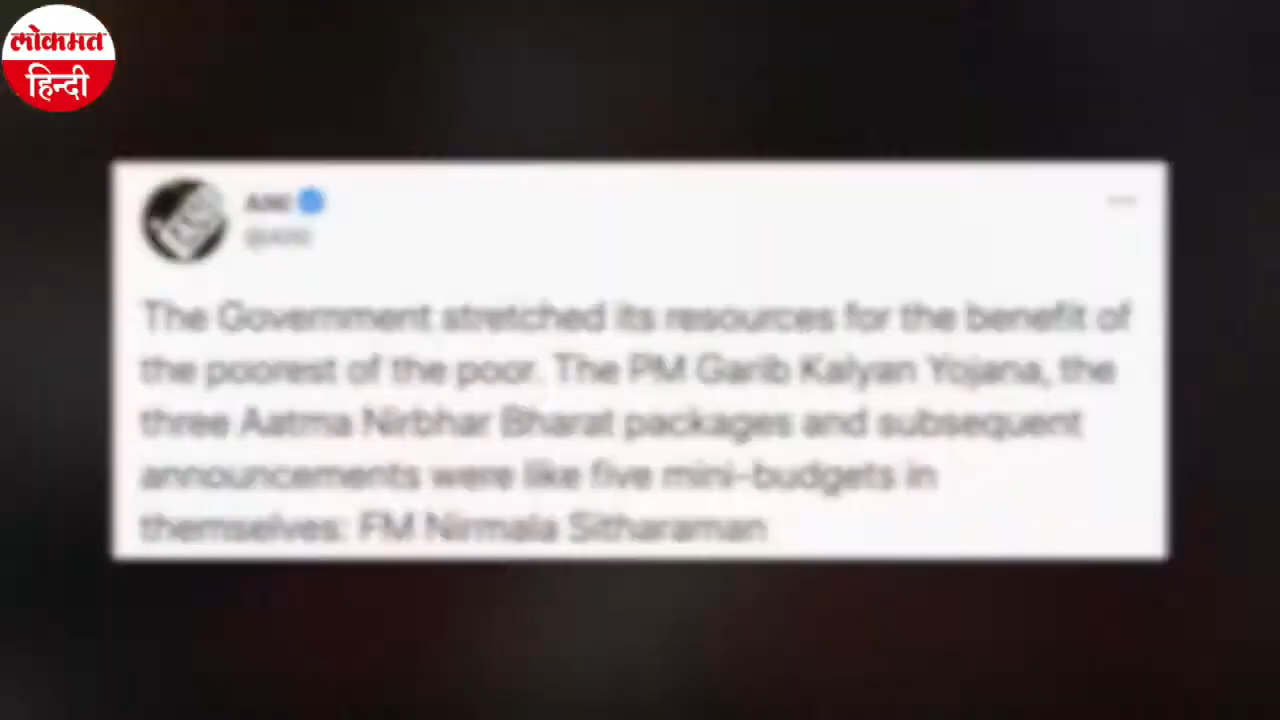 लोकमत
हिन्दी
ANI
@ANI
The Government stretched its resources for the benefit of
the poorest of the poor. The PM Garib Kalyan Yojana, the
three Aatma Nirbhar Bharat packages and subsequent
announcements were like five mini-budgets in
themselves: FM Nirmala Sitharaman